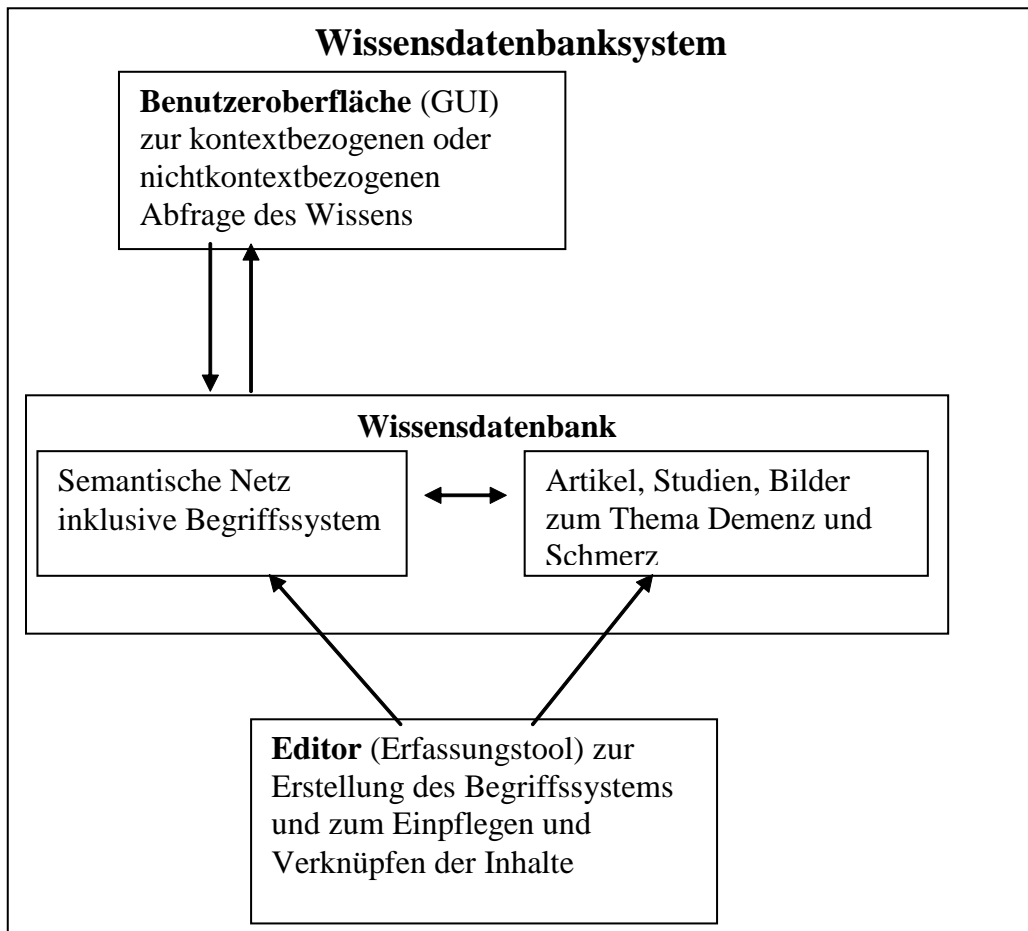 Wissensdatenbanksystem
Benutzeroberfläche (GUI)
zur kontextbezogenen oder
nichtkontextbezogenen
Abfrage des Wissens
Wissensdatenbank
Semantische Netz
inklusive Begriffssystem
Artikel, Studien, Bilder
zum Thema Demenz und
Schmerz
Editor (Erfassungstool) zur
Erstellung des Begriffssystems
und zum Einpflegen und
Verknüpfen der Inhalte